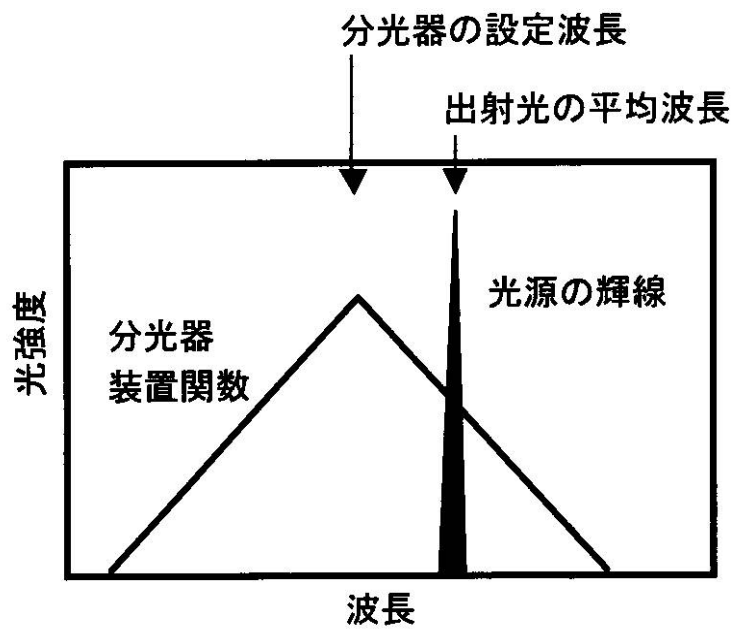 分光器の設定波長
出射光の平均波長
光源の輝線
分光器
装置関数
光強度
波長